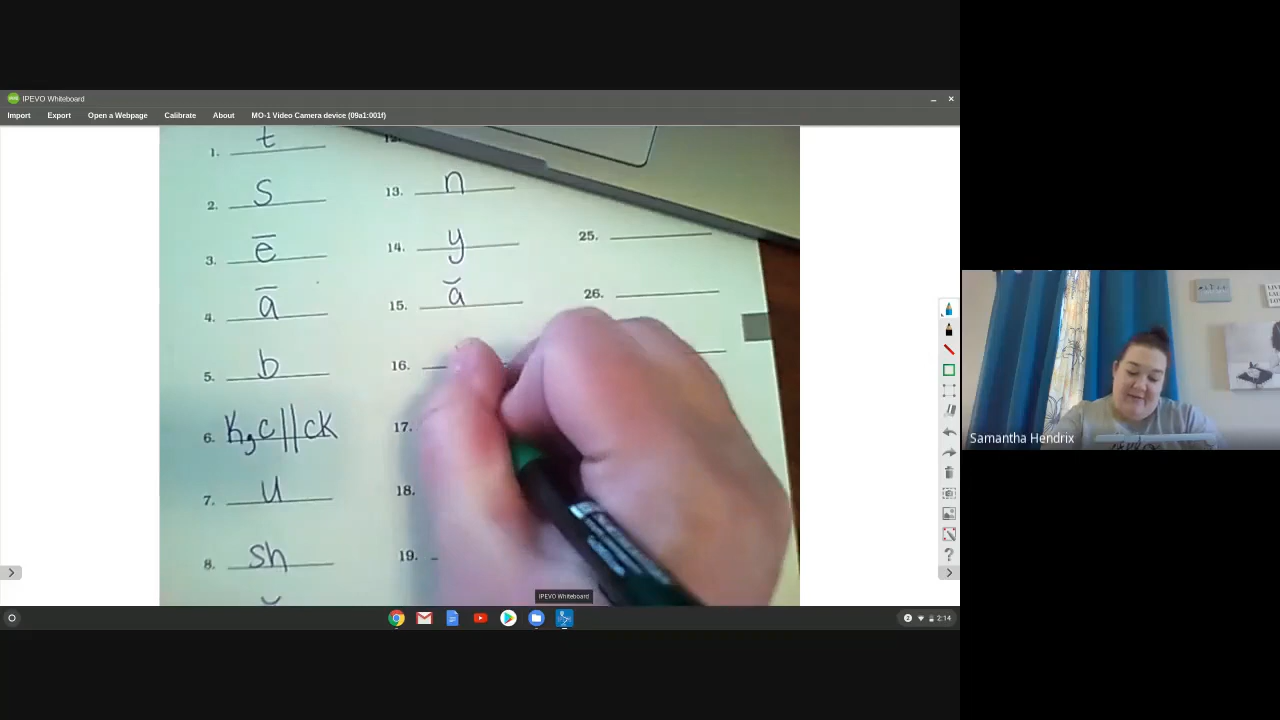 IPEVO Whiteboard
Import Export Open a Webpage Calibrate About MO-1 Video Camera device (09a1:001f)
1. t
2. s
3. ē
4. ā
5. b
6. K,c||cK
7. u
8. sh
12.
13. n
14. y
15. ă
16.
17.
18.
19.
25.
26.
Samantha Hendrix
IPEVO Whiteboard
2:14